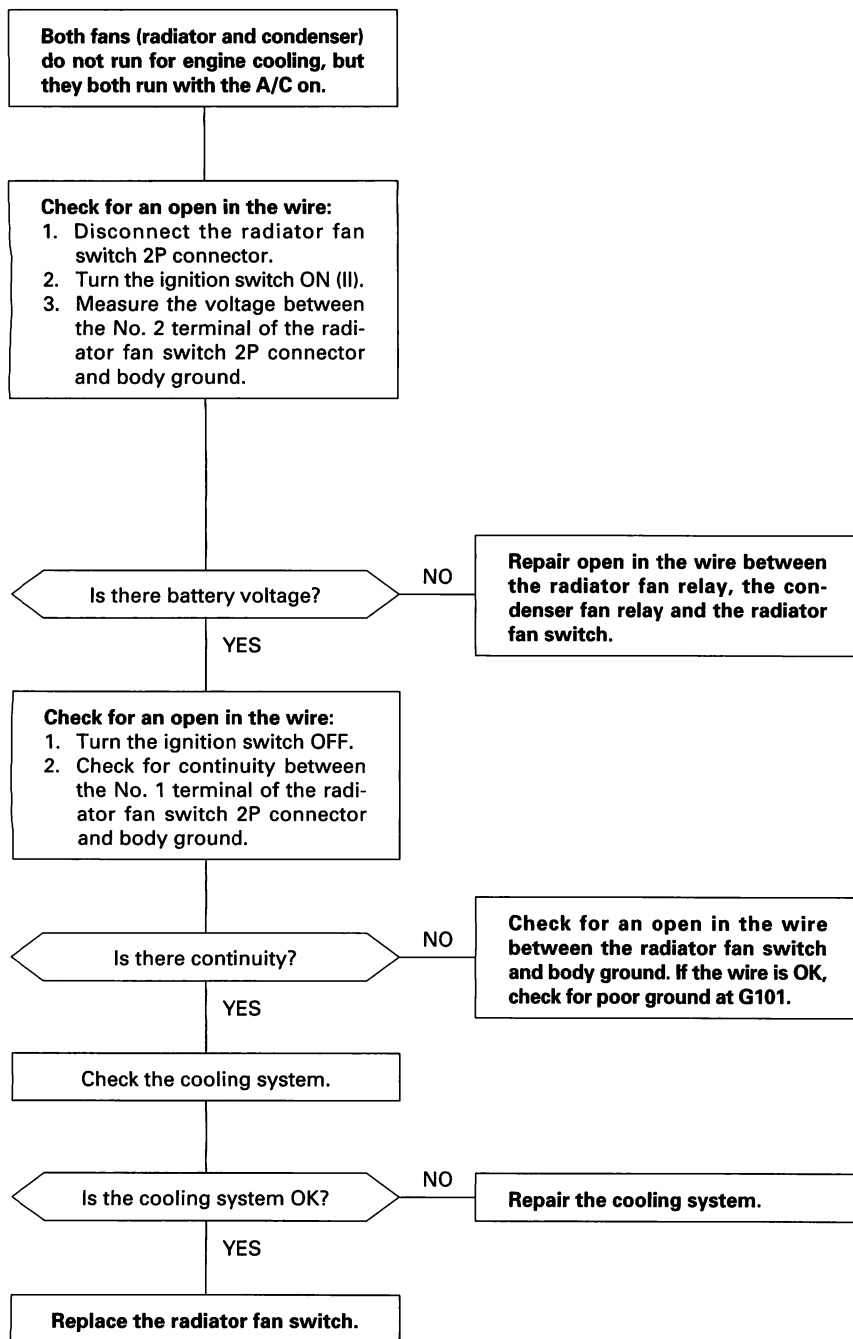 Both fans (radiator and condenser)
do not run for engine cooling, but
they both run with the A/C on.
Check for an open in the wire:
1. Disconnect the radiator fan
switch 2P connector.
2. Turn the ignition switch ON (II).
3. Measure the voltage between
the No. 2 terminal of the radi-
ator fan switch 2P connector
and body ground.
Is there battery voltage?
NO
Repair open in the wire between
the radiator fan relay, the con-
denser fan relay and the radiator
fan switch.
YES
Check for an open in the wire:
1. Turn the ignition switch OFF.
2. Check for continuity between
the No. 1 terminal of the radi-
ator fan switch 2P connector
and body ground.
Is there continuity?
NO
Check for an open in the wire
between the radiator fan switch
and body ground. If the wire is OK,
check for poor ground at G101.
YES
Check the cooling system.
Is the cooling system OK?
NO
Repair the cooling system.
YES
Replace the radiator fan switch.